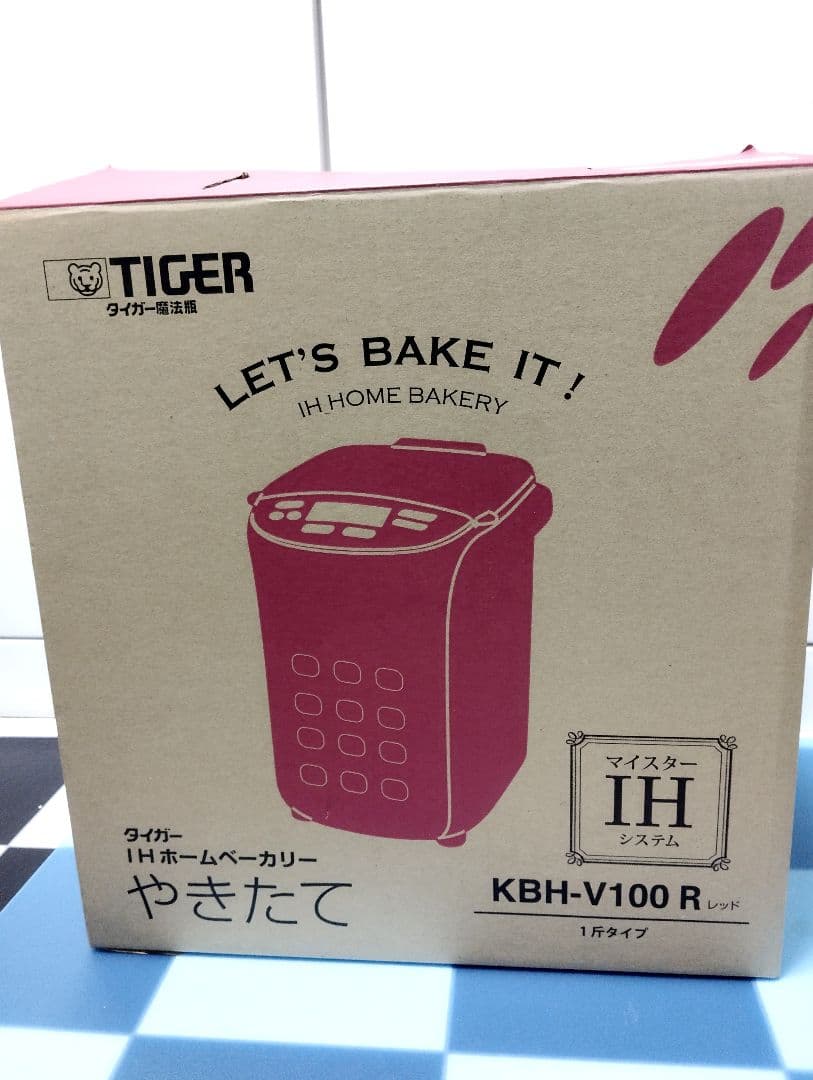 TIGER
タイガー魔法瓶
LET'S BAKE IT!
IH HOME BAKERY
マイスター
IH
システム
タイガー
IHホームベーカリー
やきたて
KBH-V100 R レッド
1斤タイプ